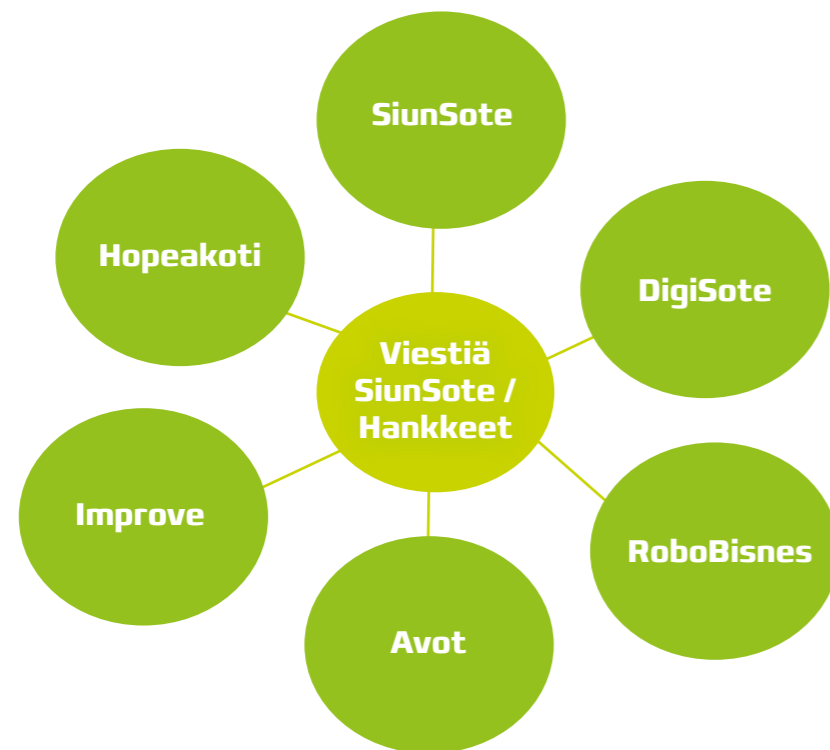 SiunSote
Hopeakoti
DigiSote
Viestiä
SiunSote /
Hankkeet
Improve
RoboBisnes
Avot